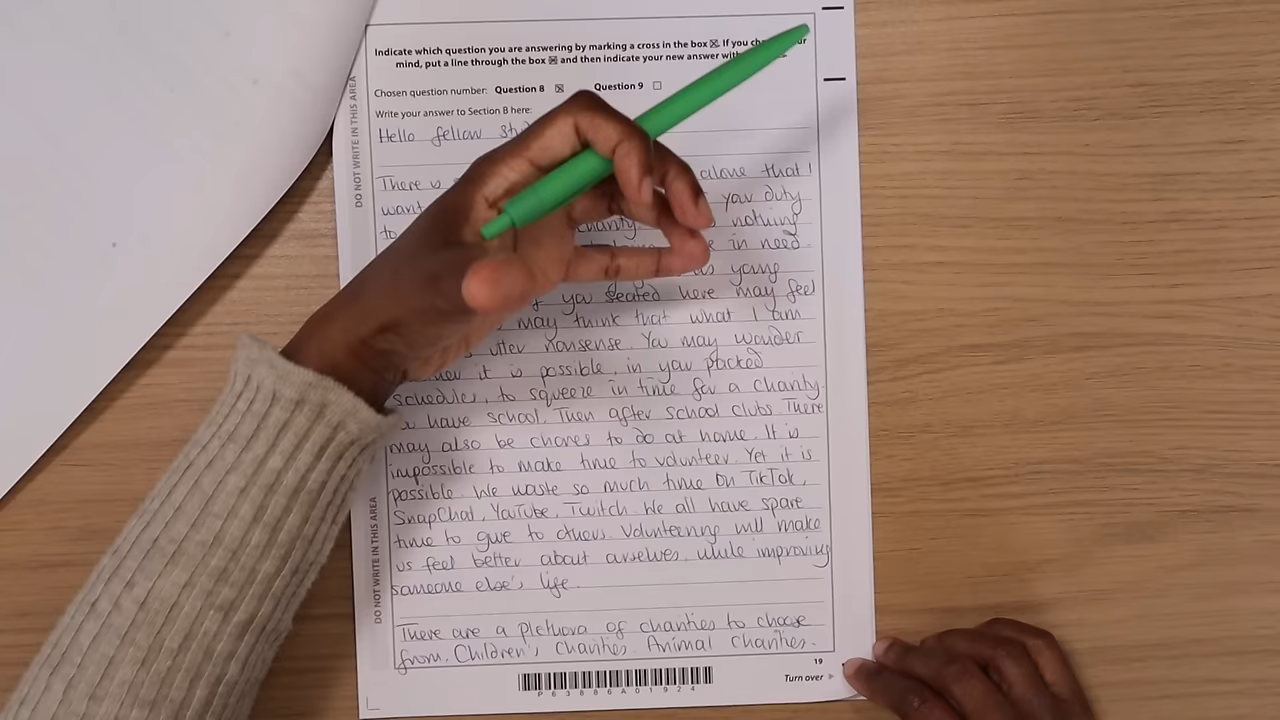 Indicate which question you are answering by marking a cross in the box ☒. If you
mind, put a line through the box and then indicate your new answer
Chosen question number: Question 8 ☒ Question 9 ☐
Write your answer to Section B here:
Hello fellow
There is alone that I
want you duty
to charity. nothing
in need.
as young
you seated here may feel
may think that what I am
utter nonsense. You may wonder
it is possible, in your packed
schedules, to squeeze in time for a charity.
have school. Then after school clubs. There
may also be chores to do at home. It is
impossible to make time to volunteer. Yet it is
possible. We waste so much time on TikTok,
SnapChat, YouTube, Twitch. We all have spare
time to give to others. Volunteering will make
us feel better about ourselves, while improving
someone else's life.
There are a plethora of charities to choose
from. Children's Charities. Animal Charities.
DO NOT WRITE IN THIS AREA
DO NOT WRITE IN THIS AREA
19
Turn over
P63886A01924